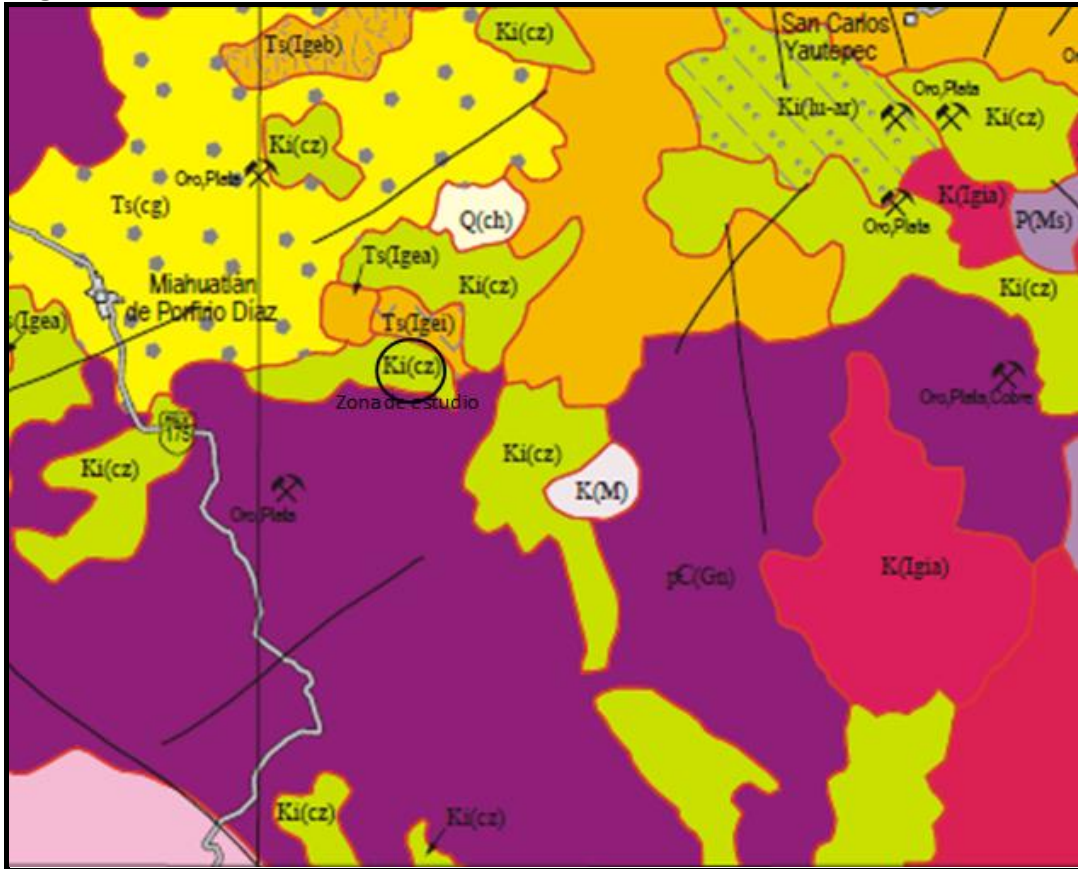 Ts(Igeb)
Ki(cz)
San Carlos
Yautepec
Oro,Plata
Ki(lu-ar)
Ki(cz)
Ki(cz)
Oro,Plata
Ts(cg)
K(Igia)
P(Ms)
Q(ch)
Oro,Plata
Ts(Igea)
Ki(cz)
Ki(cz)
Miahuatlán
de Porfirio Díaz
s(Igea)
Ts(Igei)
Ki(cz)
Zona de estudio
Oro,Plata,Cobre
175
Ki(cz)
Ki(cz)
K(M)
Oro,Plata
p€(Gn)
K(Igia)
Ki(cz)
Ki(cz)